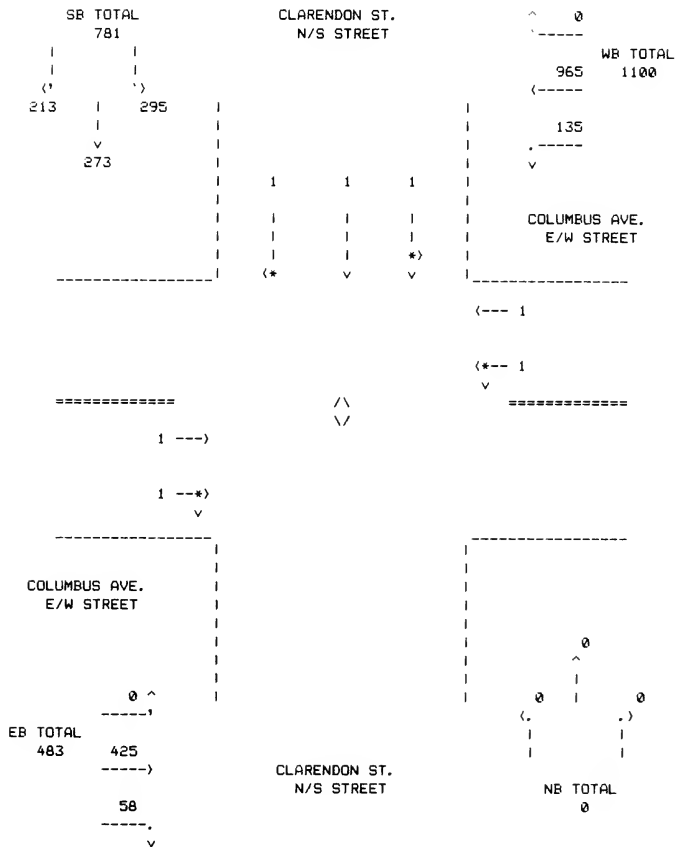 SB TOTAL
781
CLARENDON ST.
N/S STREET
0
WB TOTAL
965 1100
213 295
135
273
1 1 1
COLUMBUS AVE.
E/W STREET
<--- 1
<*-- 1
1 --->
1 --*>
COLUMBUS AVE.
E/W STREET
0
0 0 0
EB TOTAL
483 425
CLARENDON ST.
N/S STREET
NB TOTAL
58 0